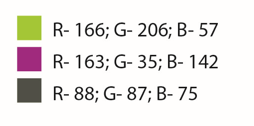 R- 166; G- 206; B- 57
R- 163; G- 35; B- 142
R- 88; G- 87; B- 75